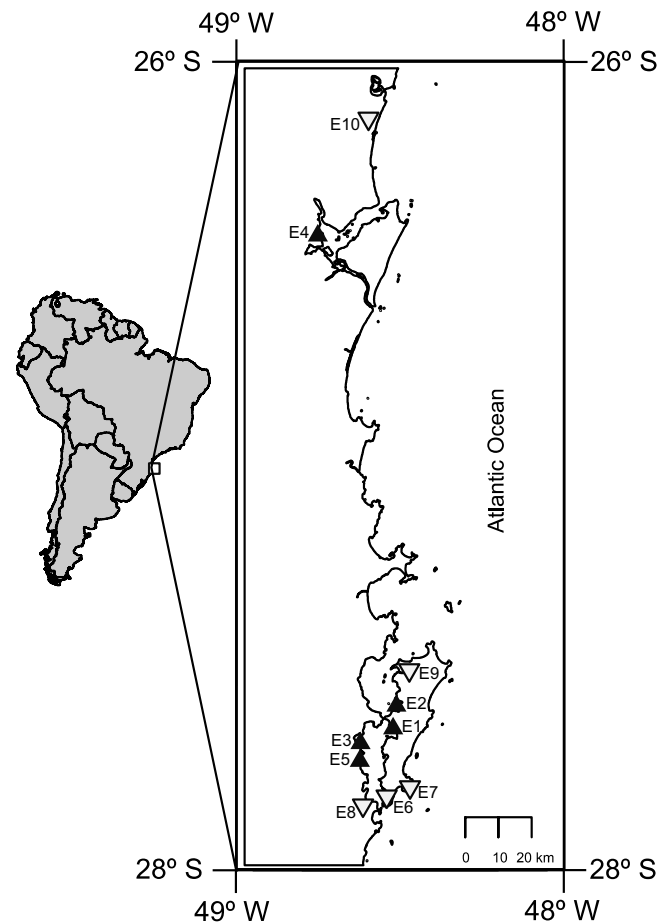 49º W
48º W
26º S
26º S
E10
E4
Atlantic Ocean
E9
E2
E1
E3
E5
E7
E6
E8
0 10 20 km
28º S
28º S
49º W
48º W